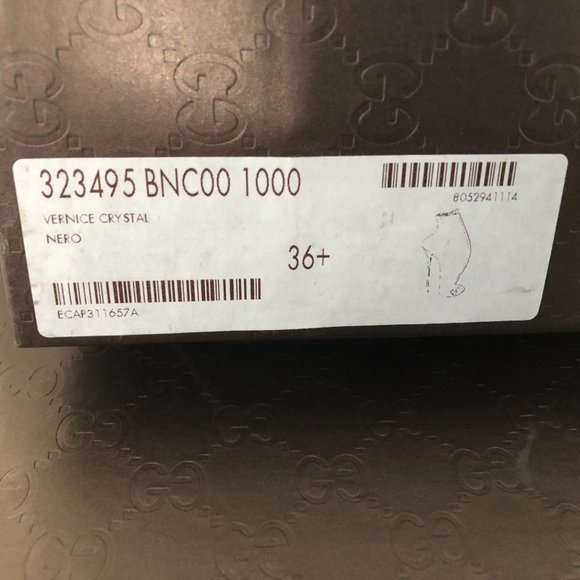 323495 BNC00 1000
8052941114
VERNICE CRYSTAL
NERO
36+
ECAP311657A